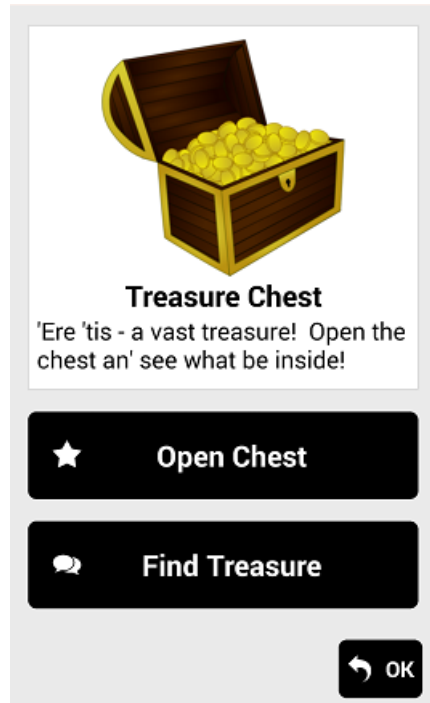 Treasure Chest
'Ere 'tis - a vast treasure!  Open the
chest an' see what be inside!
Open Chest
Find Treasure
OK